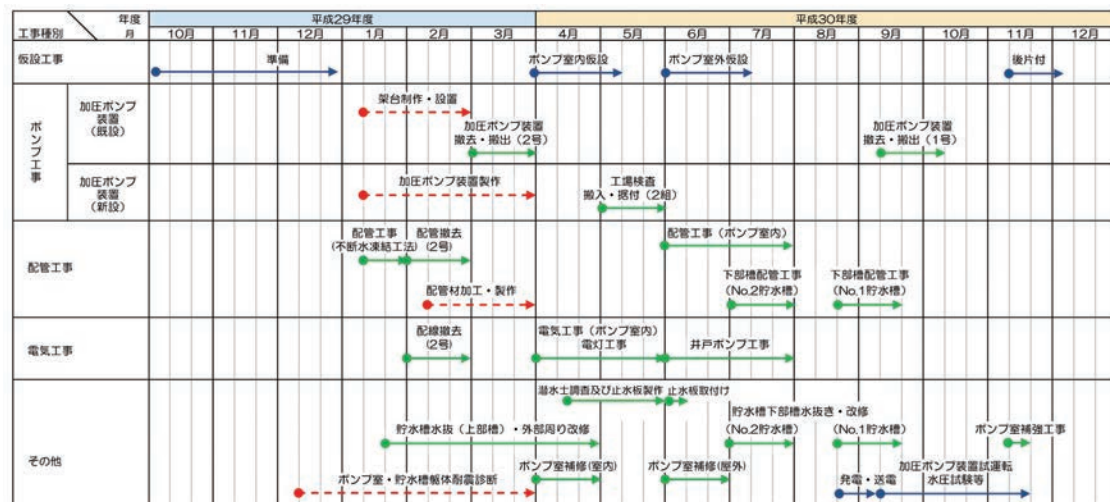 年度
平成29年度
平成30年度
工事種別
月
10月
11月
12月
1月
2月
3月
4月
5月
6月
7月
8月
9月
10月
11月
12月
仮設工事
準備
ポンプ室内仮設
ポンプ室外仮設
後片付
ポンプ工事
加圧ポンプ
装置
(既設)
架台制作・設置
加圧ポンプ装置
撤去・搬出(2号)
加圧ポンプ装置
撤去・搬出(1号)
加圧ポンプ
装置
(新設)
加圧ポンプ装置製作
工場検査
搬入・据付(2組)
配管工事
配管工事
(不断水凍結工法)
配管撤去
(2号)
配管工事(ポンプ室内)
配管材加工・製作
下部槽配管工事
(No.2貯水槽)
下部槽配管工事
(No.1貯水槽)
電気工事
配線撤去
(2号)
電気工事(ポンプ室内)
電灯工事
井戸ポンプ工事
その他
潜水士調査及び止水板製作
止水板取付け
貯水槽水抜(上部槽)・外部周り改修
貯水槽下部槽水抜き・改修
(No.2貯水槽)
(No.1貯水槽)
ポンプ室補強工事
ポンプ室・貯水槽躯体耐震診断
ポンプ室補修(室内)
ポンプ室補修(屋外)
発電・送電
加圧ポンプ装置試運転
水圧試験等